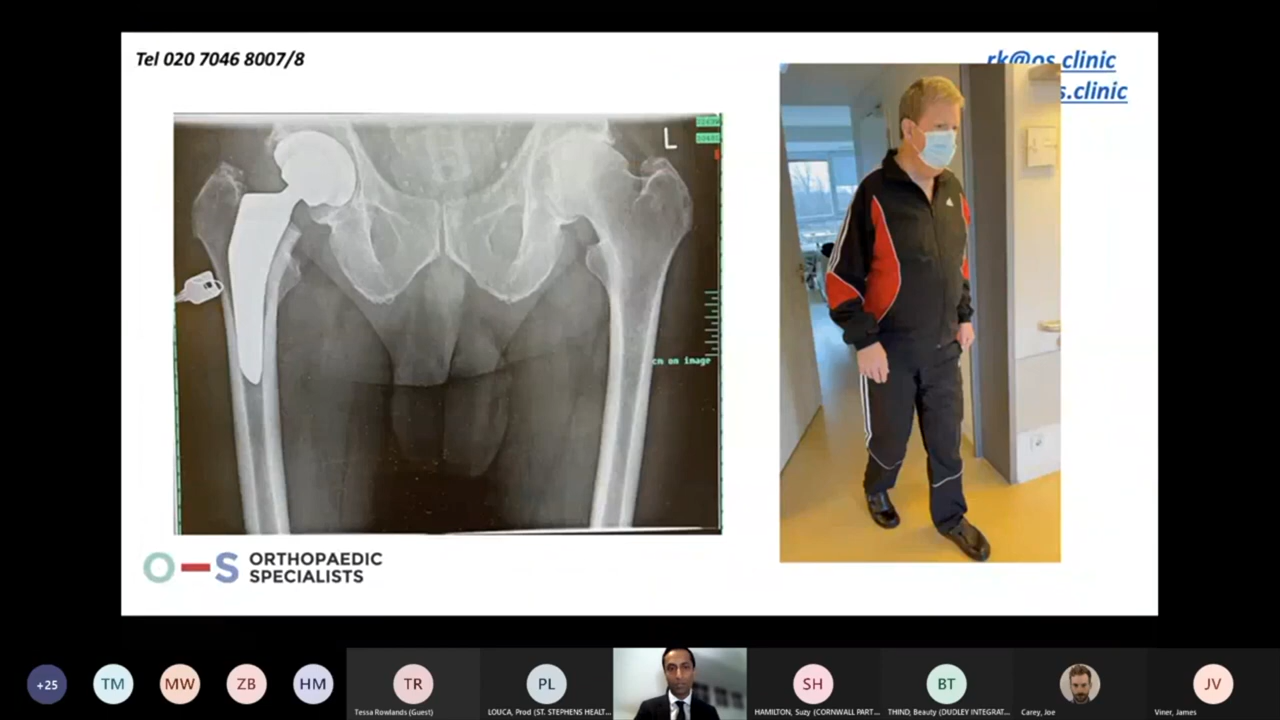 Tel 020 7046 8007/8
rk@os.clinic
s.clinic
L
cm on image
ORTHOPAEDIC
SPECIALISTS
+25
TM
MW
ZB
HM
TR
PL
SH
BT
JV
Tessa Rowlands (Guest)
LOUCA, Prod (ST. STEPHENS HEALT...
HAMILTON, Suzy (CORNWALL PART...
THIND, Beauty (DUDLEY INTEGRAT...
Carey, Joe
Viner, James